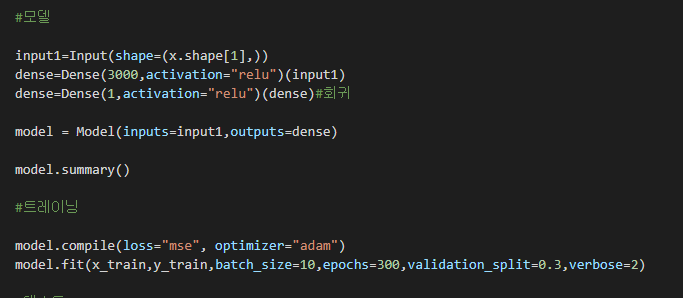 #모델
input1=Input(shape=(x.shape[1],))
dense=Dense(3000,activation="relu")(input1)
dense=Dense(1,activation="relu")(dense)#회귀
model = Model(inputs=input1,outputs=dense)
model.summary()
#트레이닝
model.compile(loss="mse", optimizer="adam")
model.fit(x_train,y_train,batch_size=10,epochs=300,validation_split=0.3,verbose=2)